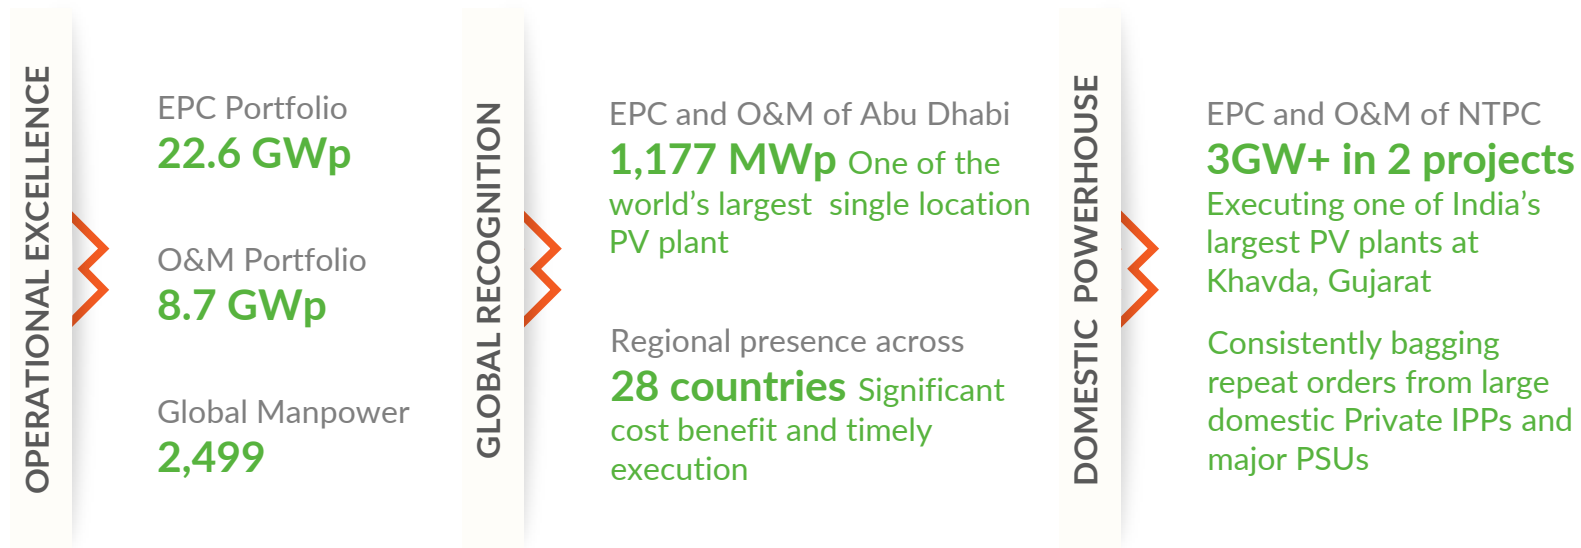 OPERATIONAL EXCELLENCE
EPC Portfolio
22.6 GWp
O&M Portfolio
8.7 GWp
Global Manpower
2,499
GLOBAL RECOGNITION
EPC and O&M of Abu Dhabi
1,177 MWp One of the
world’s largest single location
PV plant
Regional presence across
28 countries Significant
cost benefit and timely
execution
DOMESTIC POWERHOUSE
EPC and O&M of NTPC
3GW+ in 2 projects
Executing one of India’s
largest PV plants at
Khavda, Gujarat
Consistently bagging
repeat orders from large
domestic Private IPPs and
major PSUs